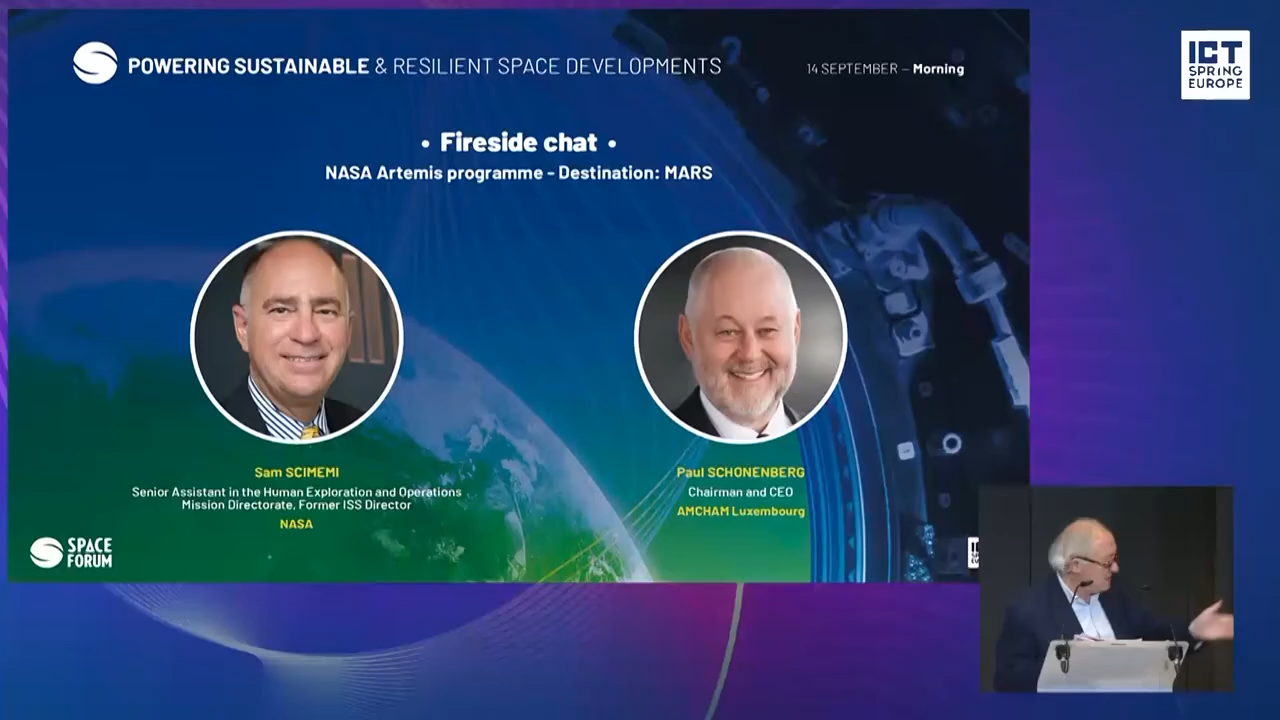 POWERING SUSTAINABLE & RESILIENT SPACE DEVELOPMENTS
14 SEPTEMBER – Morning
ICT
SPRING
EUROPE
• Fireside chat •
NASA Artemis programme - Destination: MARS
Sam SCIMEMI
Senior Assistant in the Human Exploration and Operations
Mission Directorate, Former ISS Director
NASA
Paul SCHONENBERG
Chairman and CEO
AMCHAM Luxembourg
SPACE
FORUM